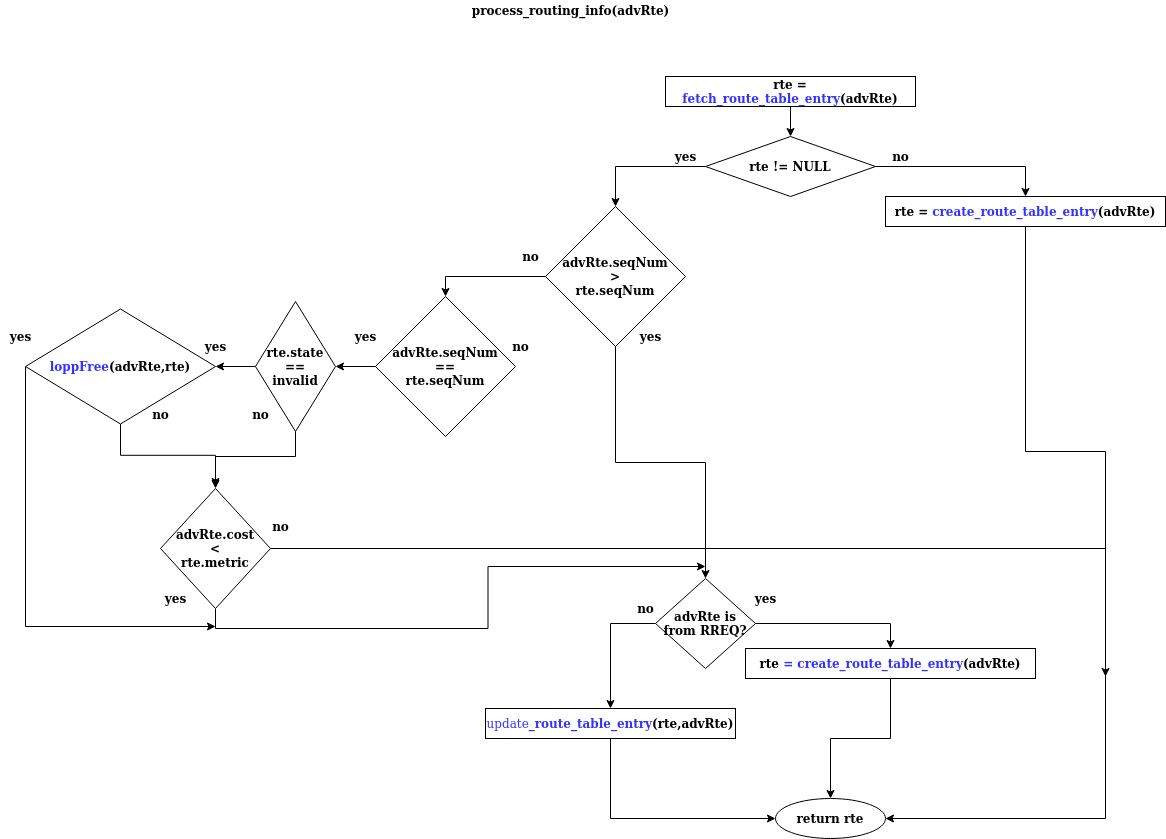 process_routing_info(advRte)
rte =
fetch_route_table_entry(advRte)
yes
rte != NULL
no
rte = create_route_table_entry(advRte)
no
advRte.seqNum
>
rte.seqNum
yes
yes
loppFree(advRte,rte)
no
yes
rte.state
==
invalid
no
yes
advRte.seqNum
==
rte.seqNum
no
advRte.cost
<
rte.metric
no
yes
no
advRte is
from RREQ?
yes
rte = create_route_table_entry(advRte)
update_route_table_entry(rte,advRte)
return rte